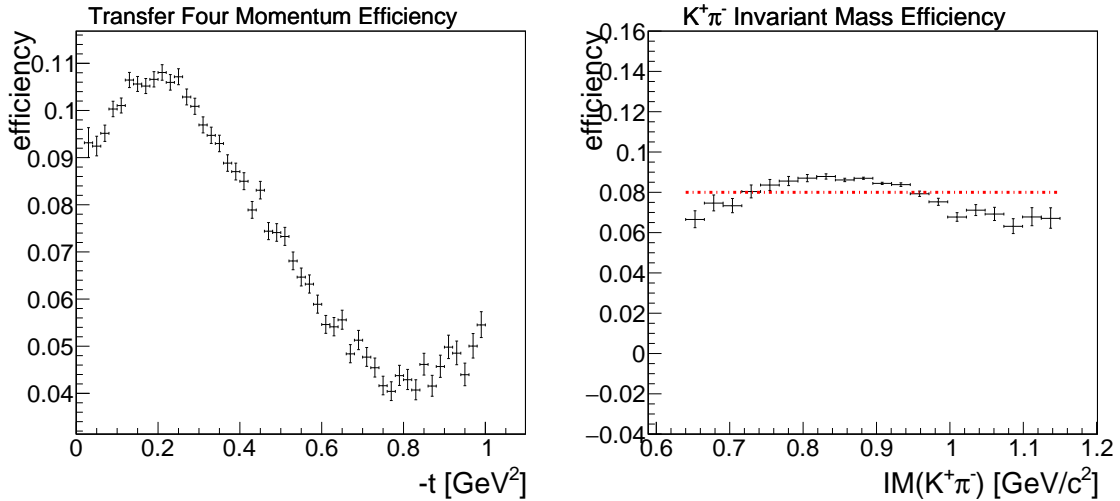 Transfer Four Momentum Efficiency
efficiency
0.11
0.1
0.09
0.08
0.07
0.06
0.05
0.04
0 0.2 0.4 0.6 0.8 1
-t [GeV²]
K⁺π⁻ Invariant Mass Efficiency
efficiency
0.16
0.14
0.12
0.1
0.08
0.06
0.04
0.02
0
−0.02
−0.04
0.6 0.7 0.8 0.9 1 1.1 1.2
IM(K⁺π⁻) [GeV/c²]